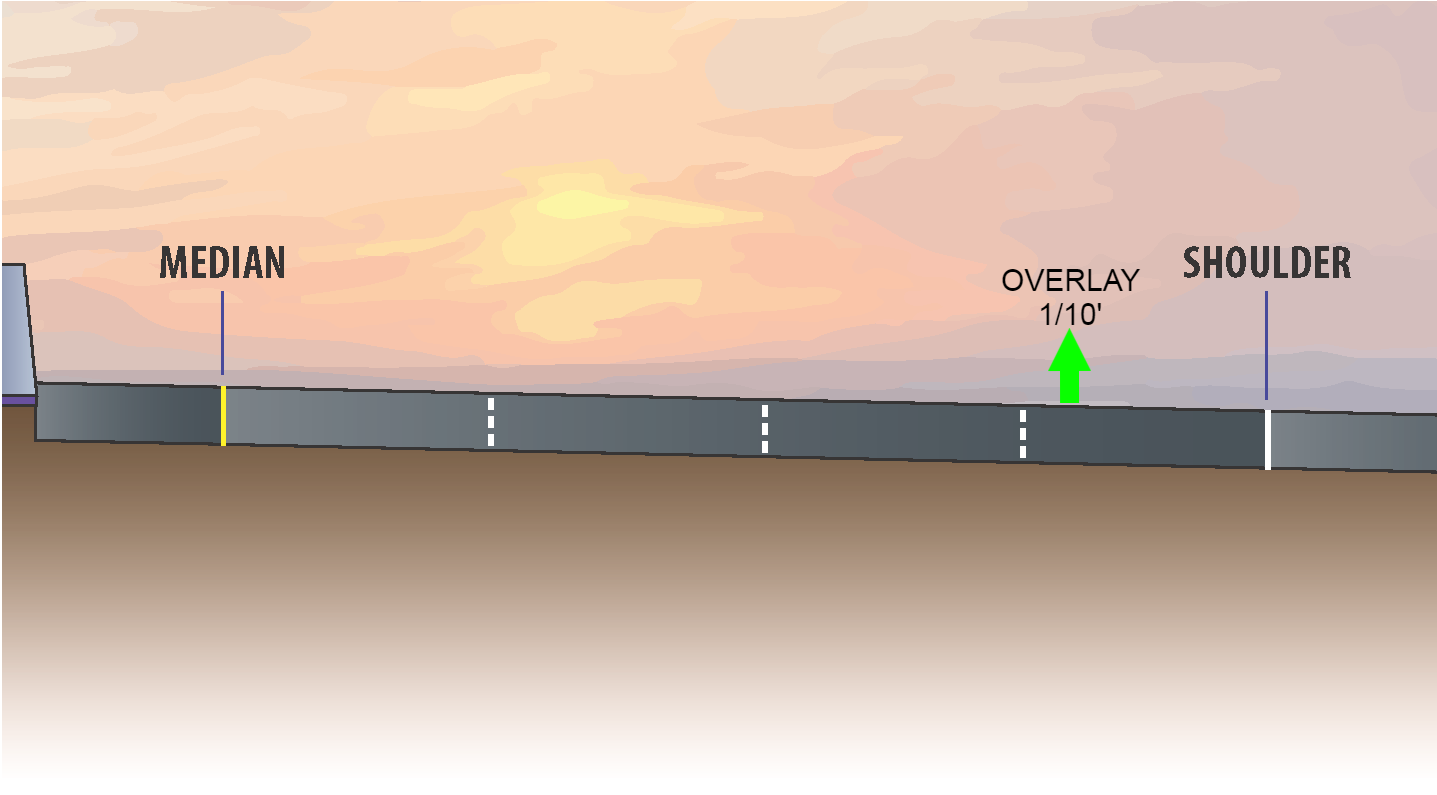 MEDIAN
OVERLAY
1/10'
SHOULDER